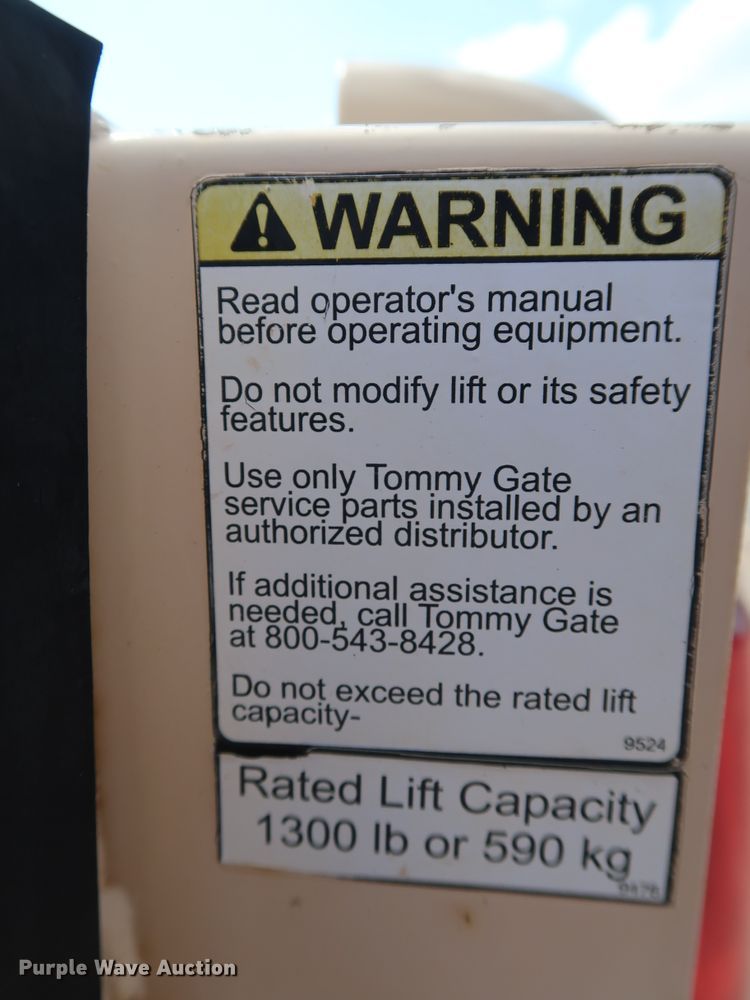 WARNING
Read operator's manual
before operating equipment.
Do not modify lift or its safety
features.
Use only Tommy Gate
service parts installed by an
authorized distributor.
If additional assistance is
needed, call Tommy Gate
at 800-543-8428.
Do not exceed the rated lift
capacity-
9524
Rated Lift Capacity
1300 lb or 590 kg
Purple Wave Auction